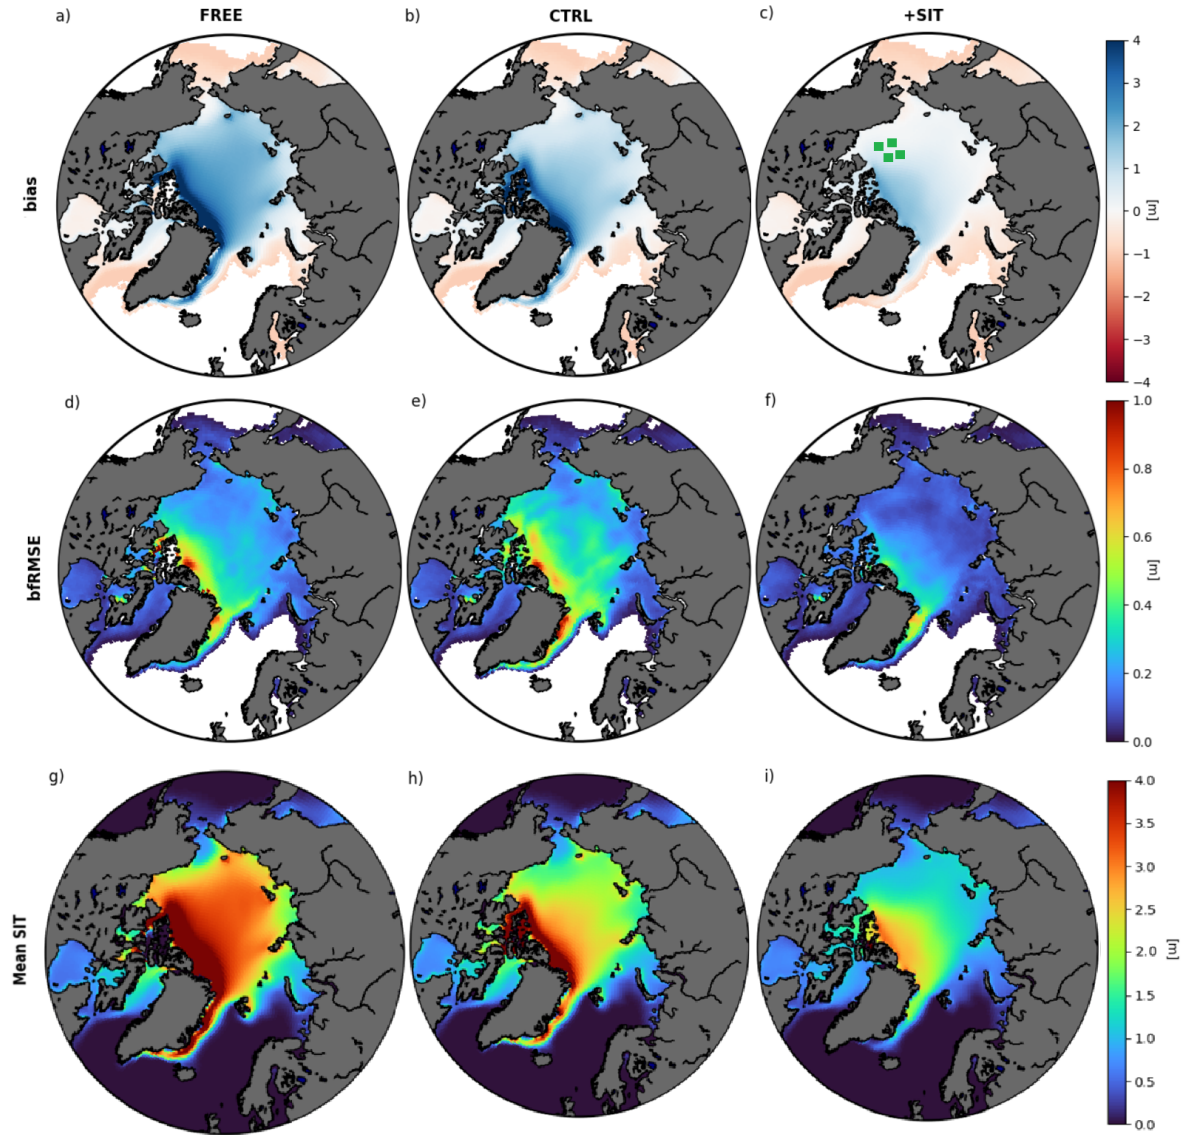 FREE
CTRL
+SIT
a)
b)
c)
bias
4
3
2
1
0
−1
−2
−3
−4
[m]
d)
e)
f)
bfRMSE
1.0
0.8
0.6
0.4
0.2
0.0
[m]
g)
h)
i)
Mean SIT
4.0
3.5
3.0
2.5
2.0
1.5
1.0
0.5
0.0
[m]